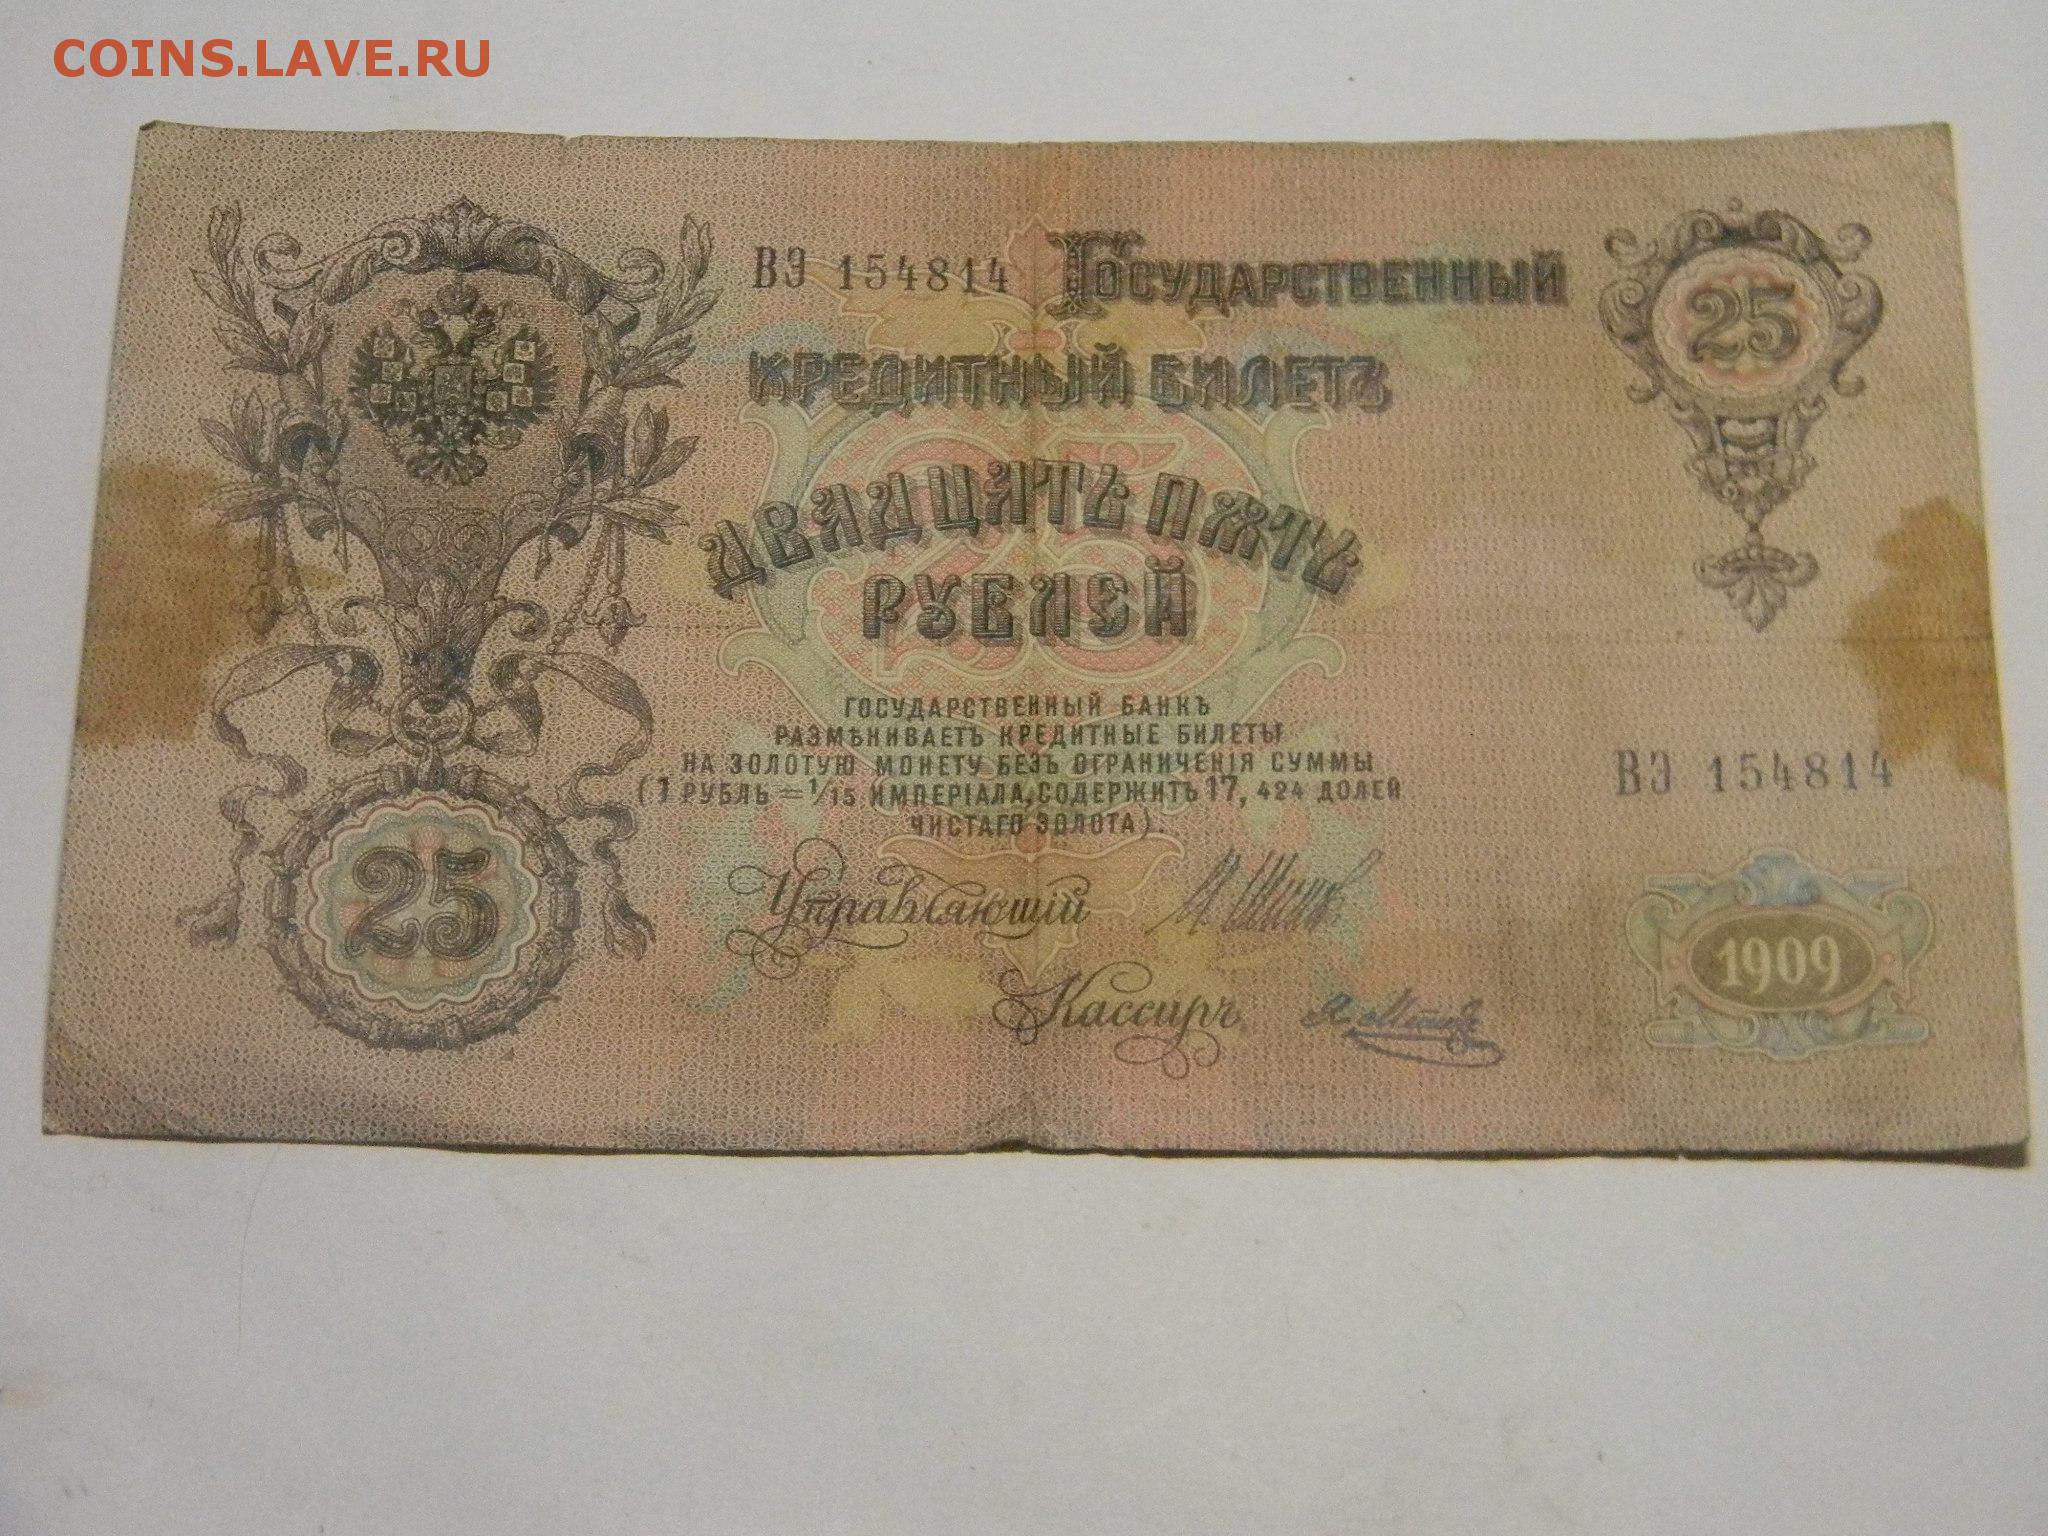 COINS.LAVE.RU
ВЭ 154814
ГОСУДАРСТВЕННЫЙ
25
КРЕДИТНЫЙ БИЛЕТЪ
25
ДВАДЦАТЬ ПѦТЬ
РУБЛЕЙ
ГОСУДАРСТВЕННЫЙ БАНКЪ
РАЗМѢНИВАЕТЪ КРЕДИТНЫЕ БИЛЕТЫ
НА ЗОЛОТУЮ МОНЕТУ БЕЗЪ ОГРАНИЧЕНІЯ СУММЫ
(1 РУБЛЬ = 1/15 ИМПЕРІАЛА, СОДЕРЖИТЪ 17, 424 ДОЛЕЙ
ЧИСТАГО ЗОЛОТА).
ВЭ 154814
25
Управляющій
Кассиръ
1909